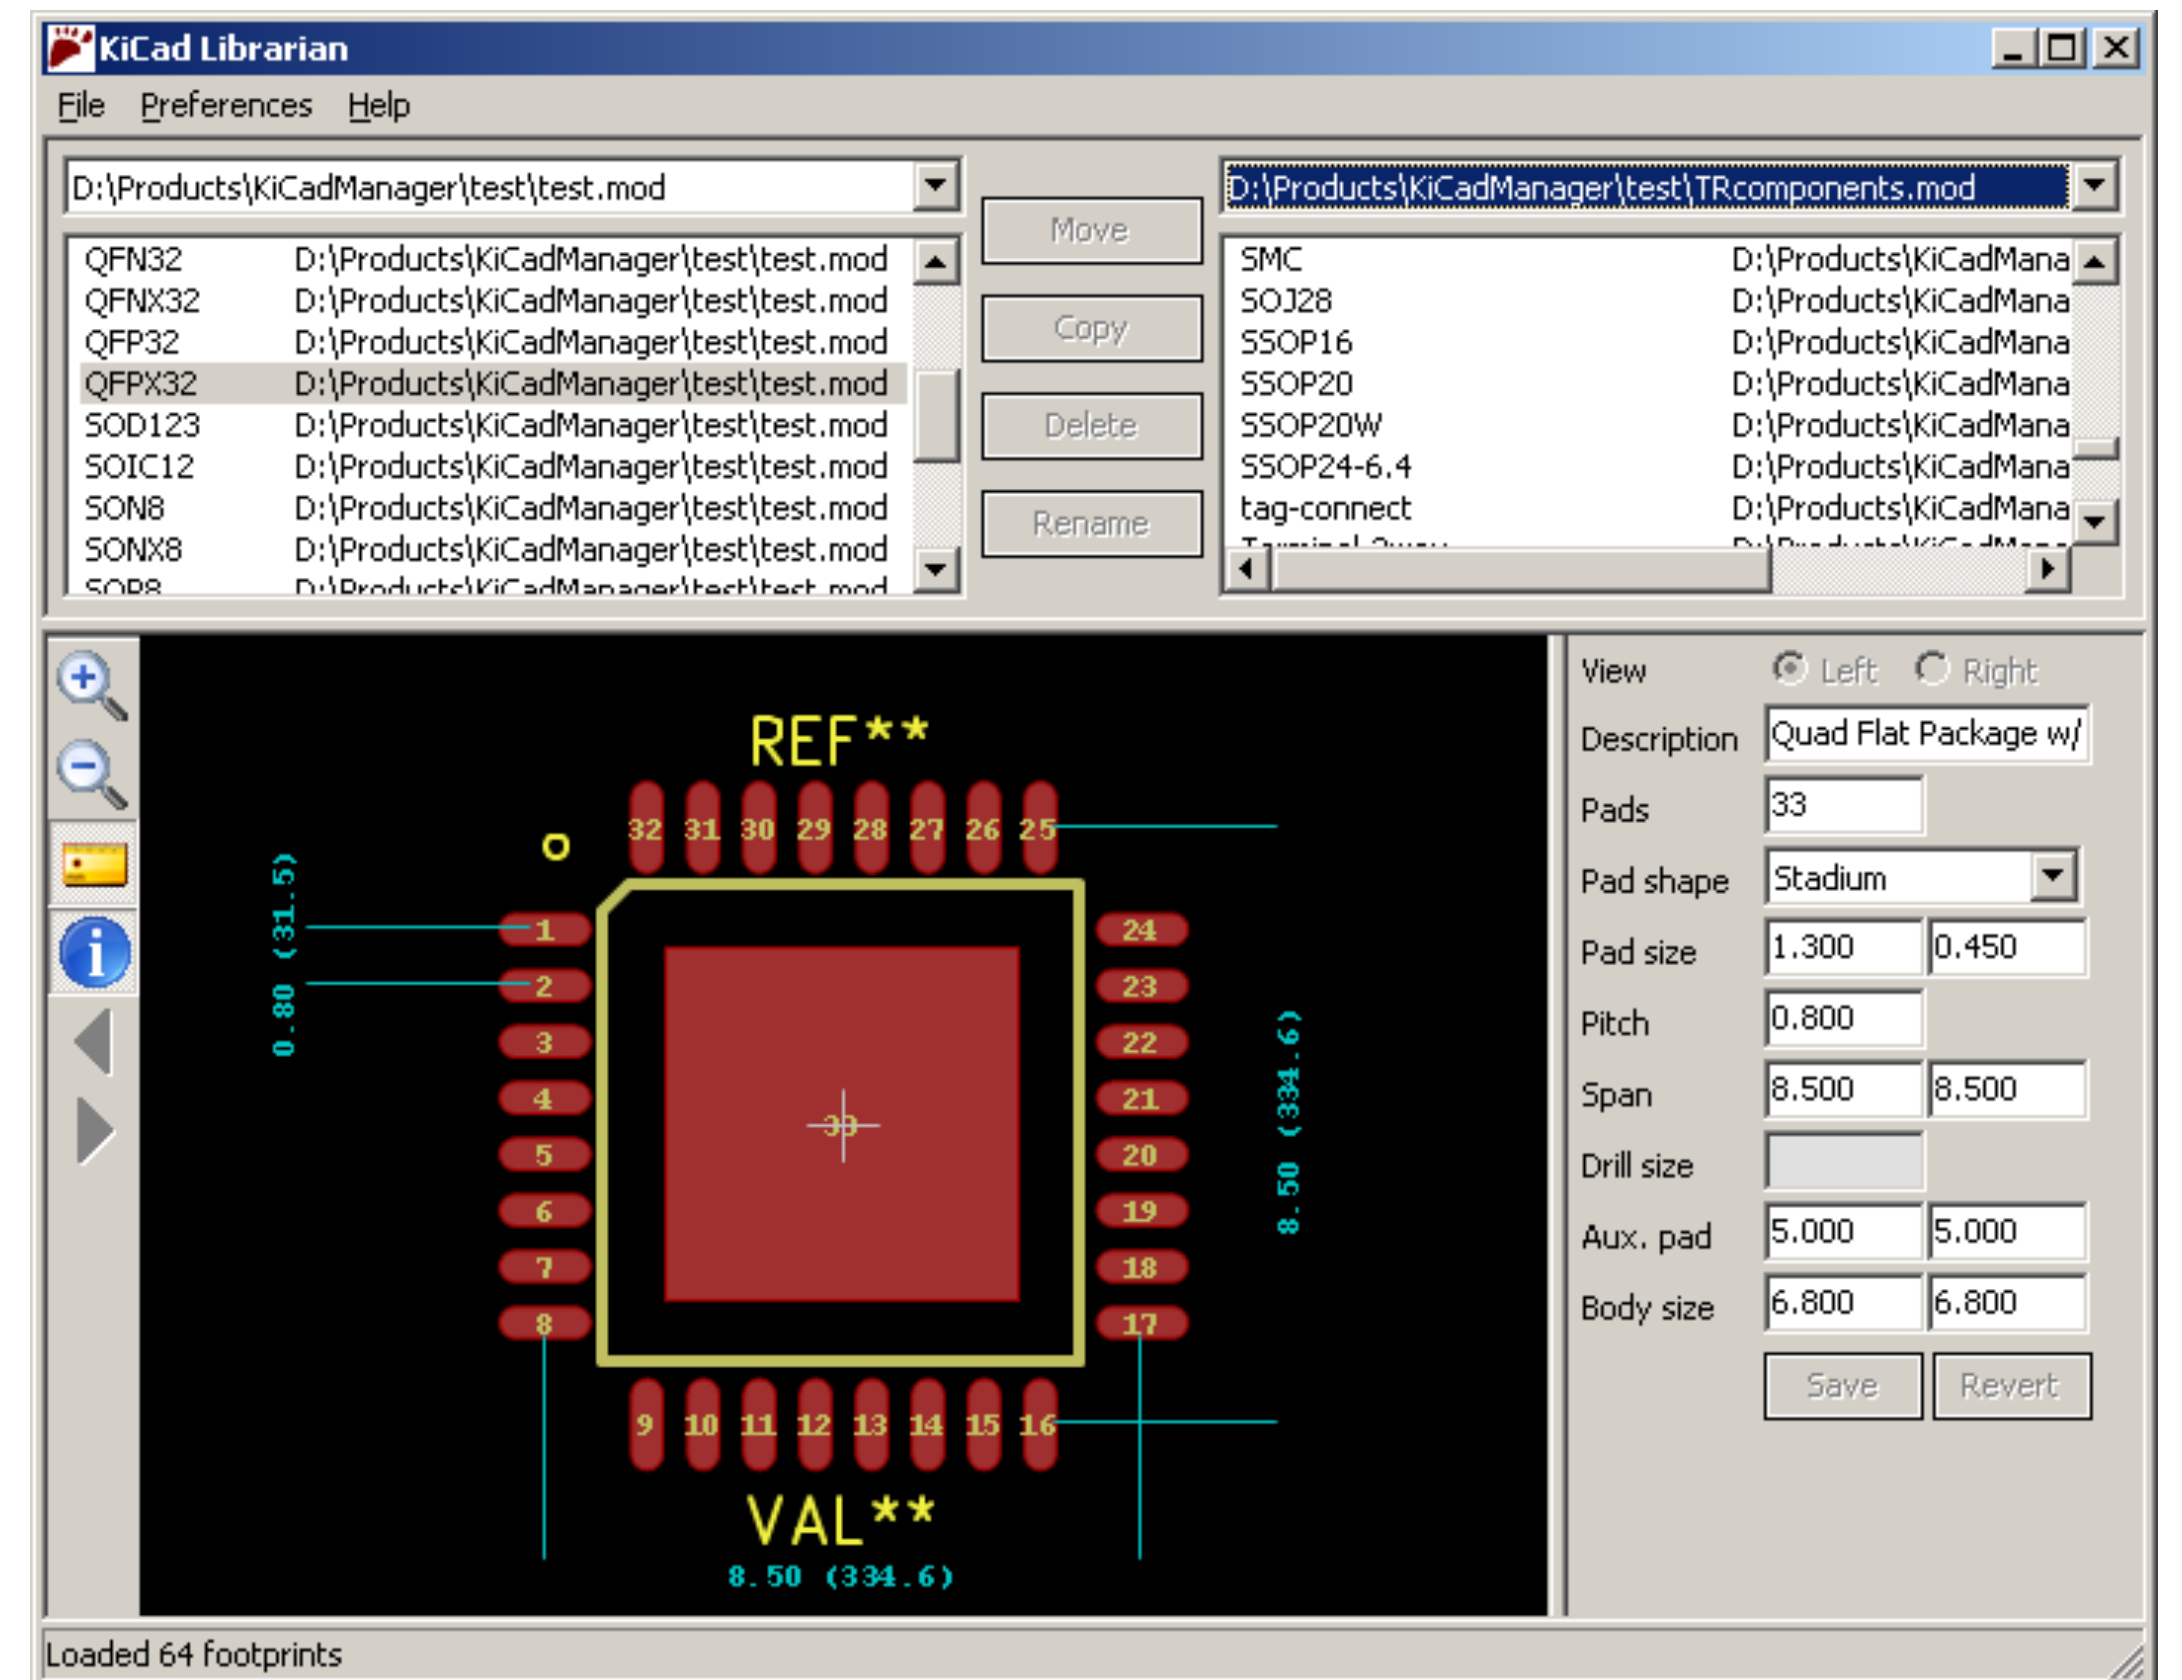 KiCad Librarian
File Preferences Help
D:\Products\KiCadManager\test\test.mod
QFN32 D:\Products\KiCadManager\test\test.mod
QFNX32 D:\Products\KiCadManager\test\test.mod
QFP32 D:\Products\KiCadManager\test\test.mod
QFPX32 D:\Products\KiCadManager\test\test.mod
SOD123 D:\Products\KiCadManager\test\test.mod
SOIC12 D:\Products\KiCadManager\test\test.mod
SON8 D:\Products\KiCadManager\test\test.mod
SONX8 D:\Products\KiCadManager\test\test.mod
SOP8 D:\Products\KiCadManager\test\test.mod
Move
Copy
Delete
Rename
D:\Products\KiCadManager\test\TRcomponents.mod
SMC D:\Products\KiCadMana
SOJ28 D:\Products\KiCadMana
SSOP16 D:\Products\KiCadMana
SSOP20 D:\Products\KiCadMana
SSOP20W D:\Products\KiCadMana
SSOP24-6.4 D:\Products\KiCadMana
tag-connect D:\Products\KiCadMana
REF**
32 31 30 29 28 27 26 25
0.80 (31.5)
1 24
2 23
3 22
4 21
33
5 20
6 19
7 18
8 17
8.50 (334.6)
9 10 11 12 13 14 15 16
VAL**
8.50 (334.6)
View Left Right
Description Quad Flat Package w/
Pads 33
Pad shape Stadium
Pad size 1.300 0.450
Pitch 0.800
Span 8.500 8.500
Drill size
Aux. pad 5.000 5.000
Body size 6.800 6.800
Save Revert
Loaded 64 footprints